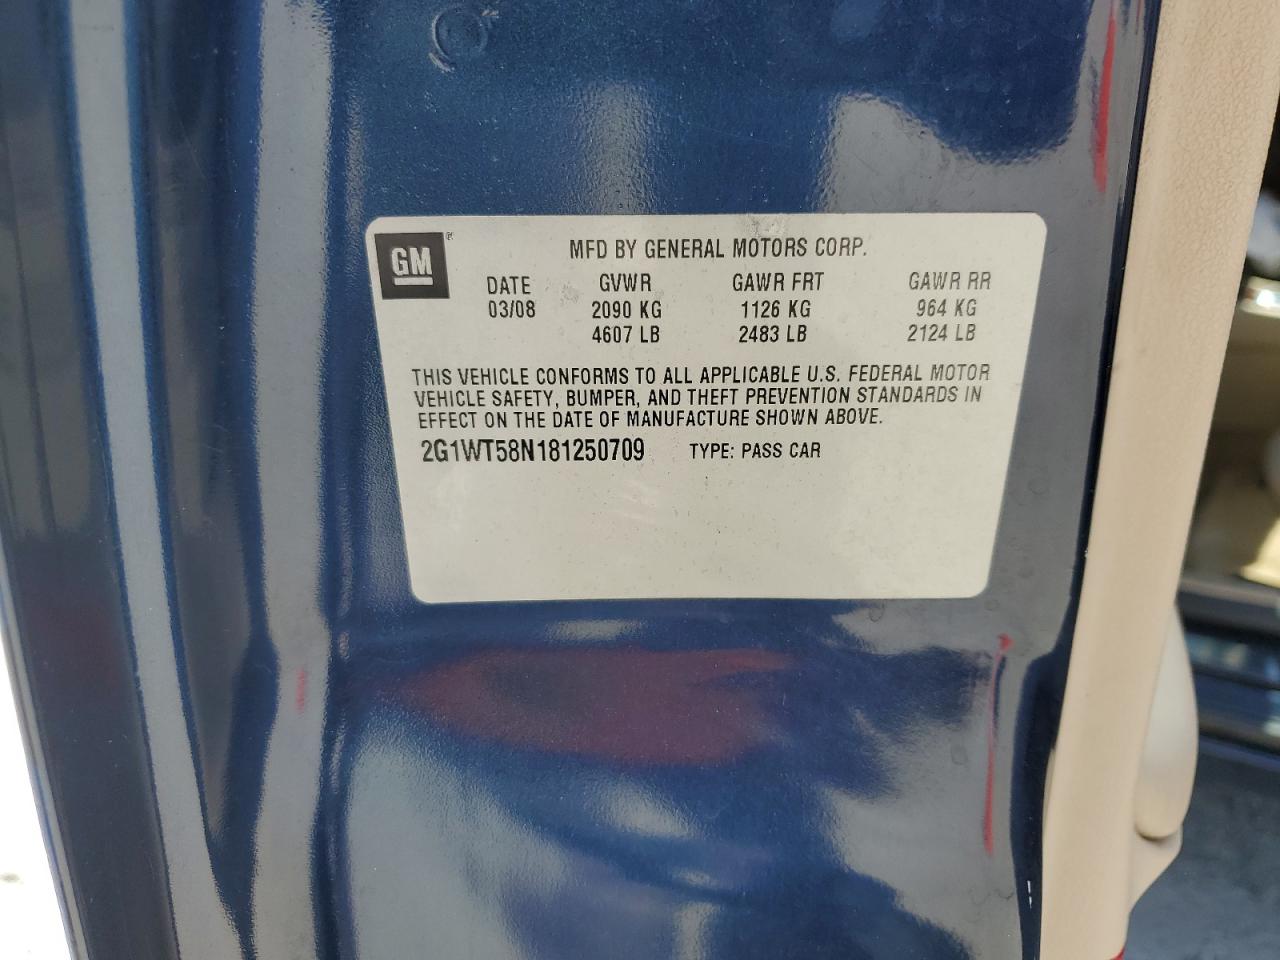 GM®
MFD BY GENERAL MOTORS CORP.
DATE GVWR GAWR FRT GAWR RR
03/08 2090 KG 1126 KG 964 KG
4607 LB 2483 LB 2124 LB
THIS VEHICLE CONFORMS TO ALL APPLICABLE U.S. FEDERAL MOTOR
VEHICLE SAFETY, BUMPER, AND THEFT PREVENTION STANDARDS IN
EFFECT ON THE DATE OF MANUFACTURE SHOWN ABOVE.
2G1WT58N181250709 TYPE: PASS CAR